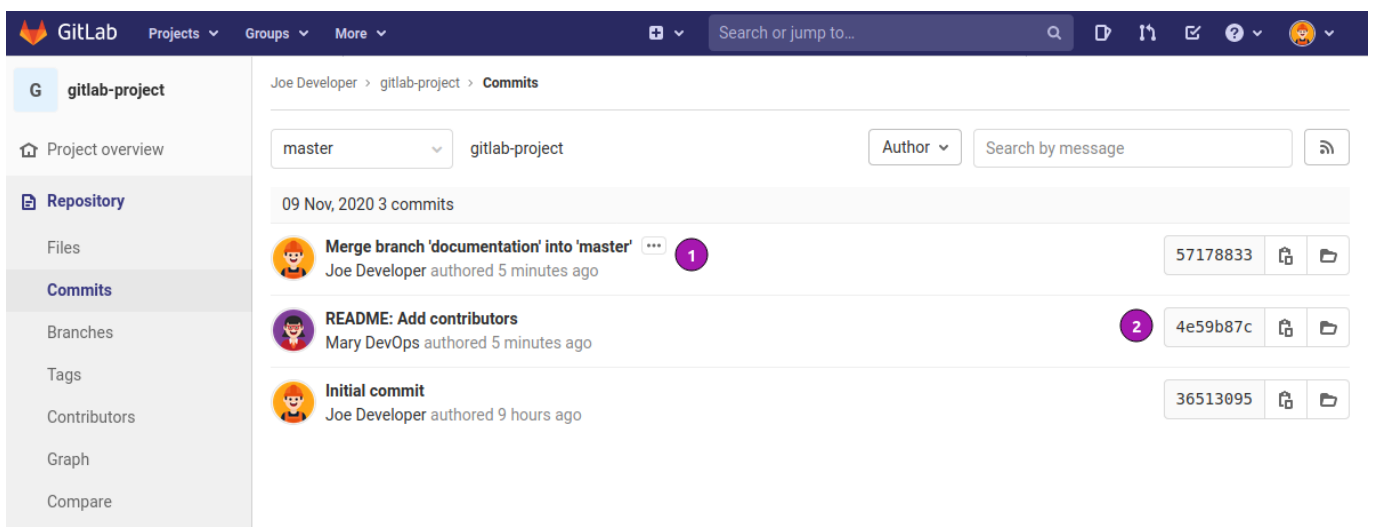 GitLab Projects Groups More Search or jump to...
G gitlab-project
Joe Developer > gitlab-project > Commits
Project overview
master gitlab-project Author Search by message
Repository
09 Nov, 2020 3 commits
Files
Merge branch 'documentation' into 'master' ... 1 57178833
Joe Developer authored 5 minutes ago
Commits
README: Add contributors 2 4e59b87c
Mary DevOps authored 5 minutes ago
Branches
Tags
Initial commit 36513095
Joe Developer authored 9 hours ago
Contributors
Graph
Compare